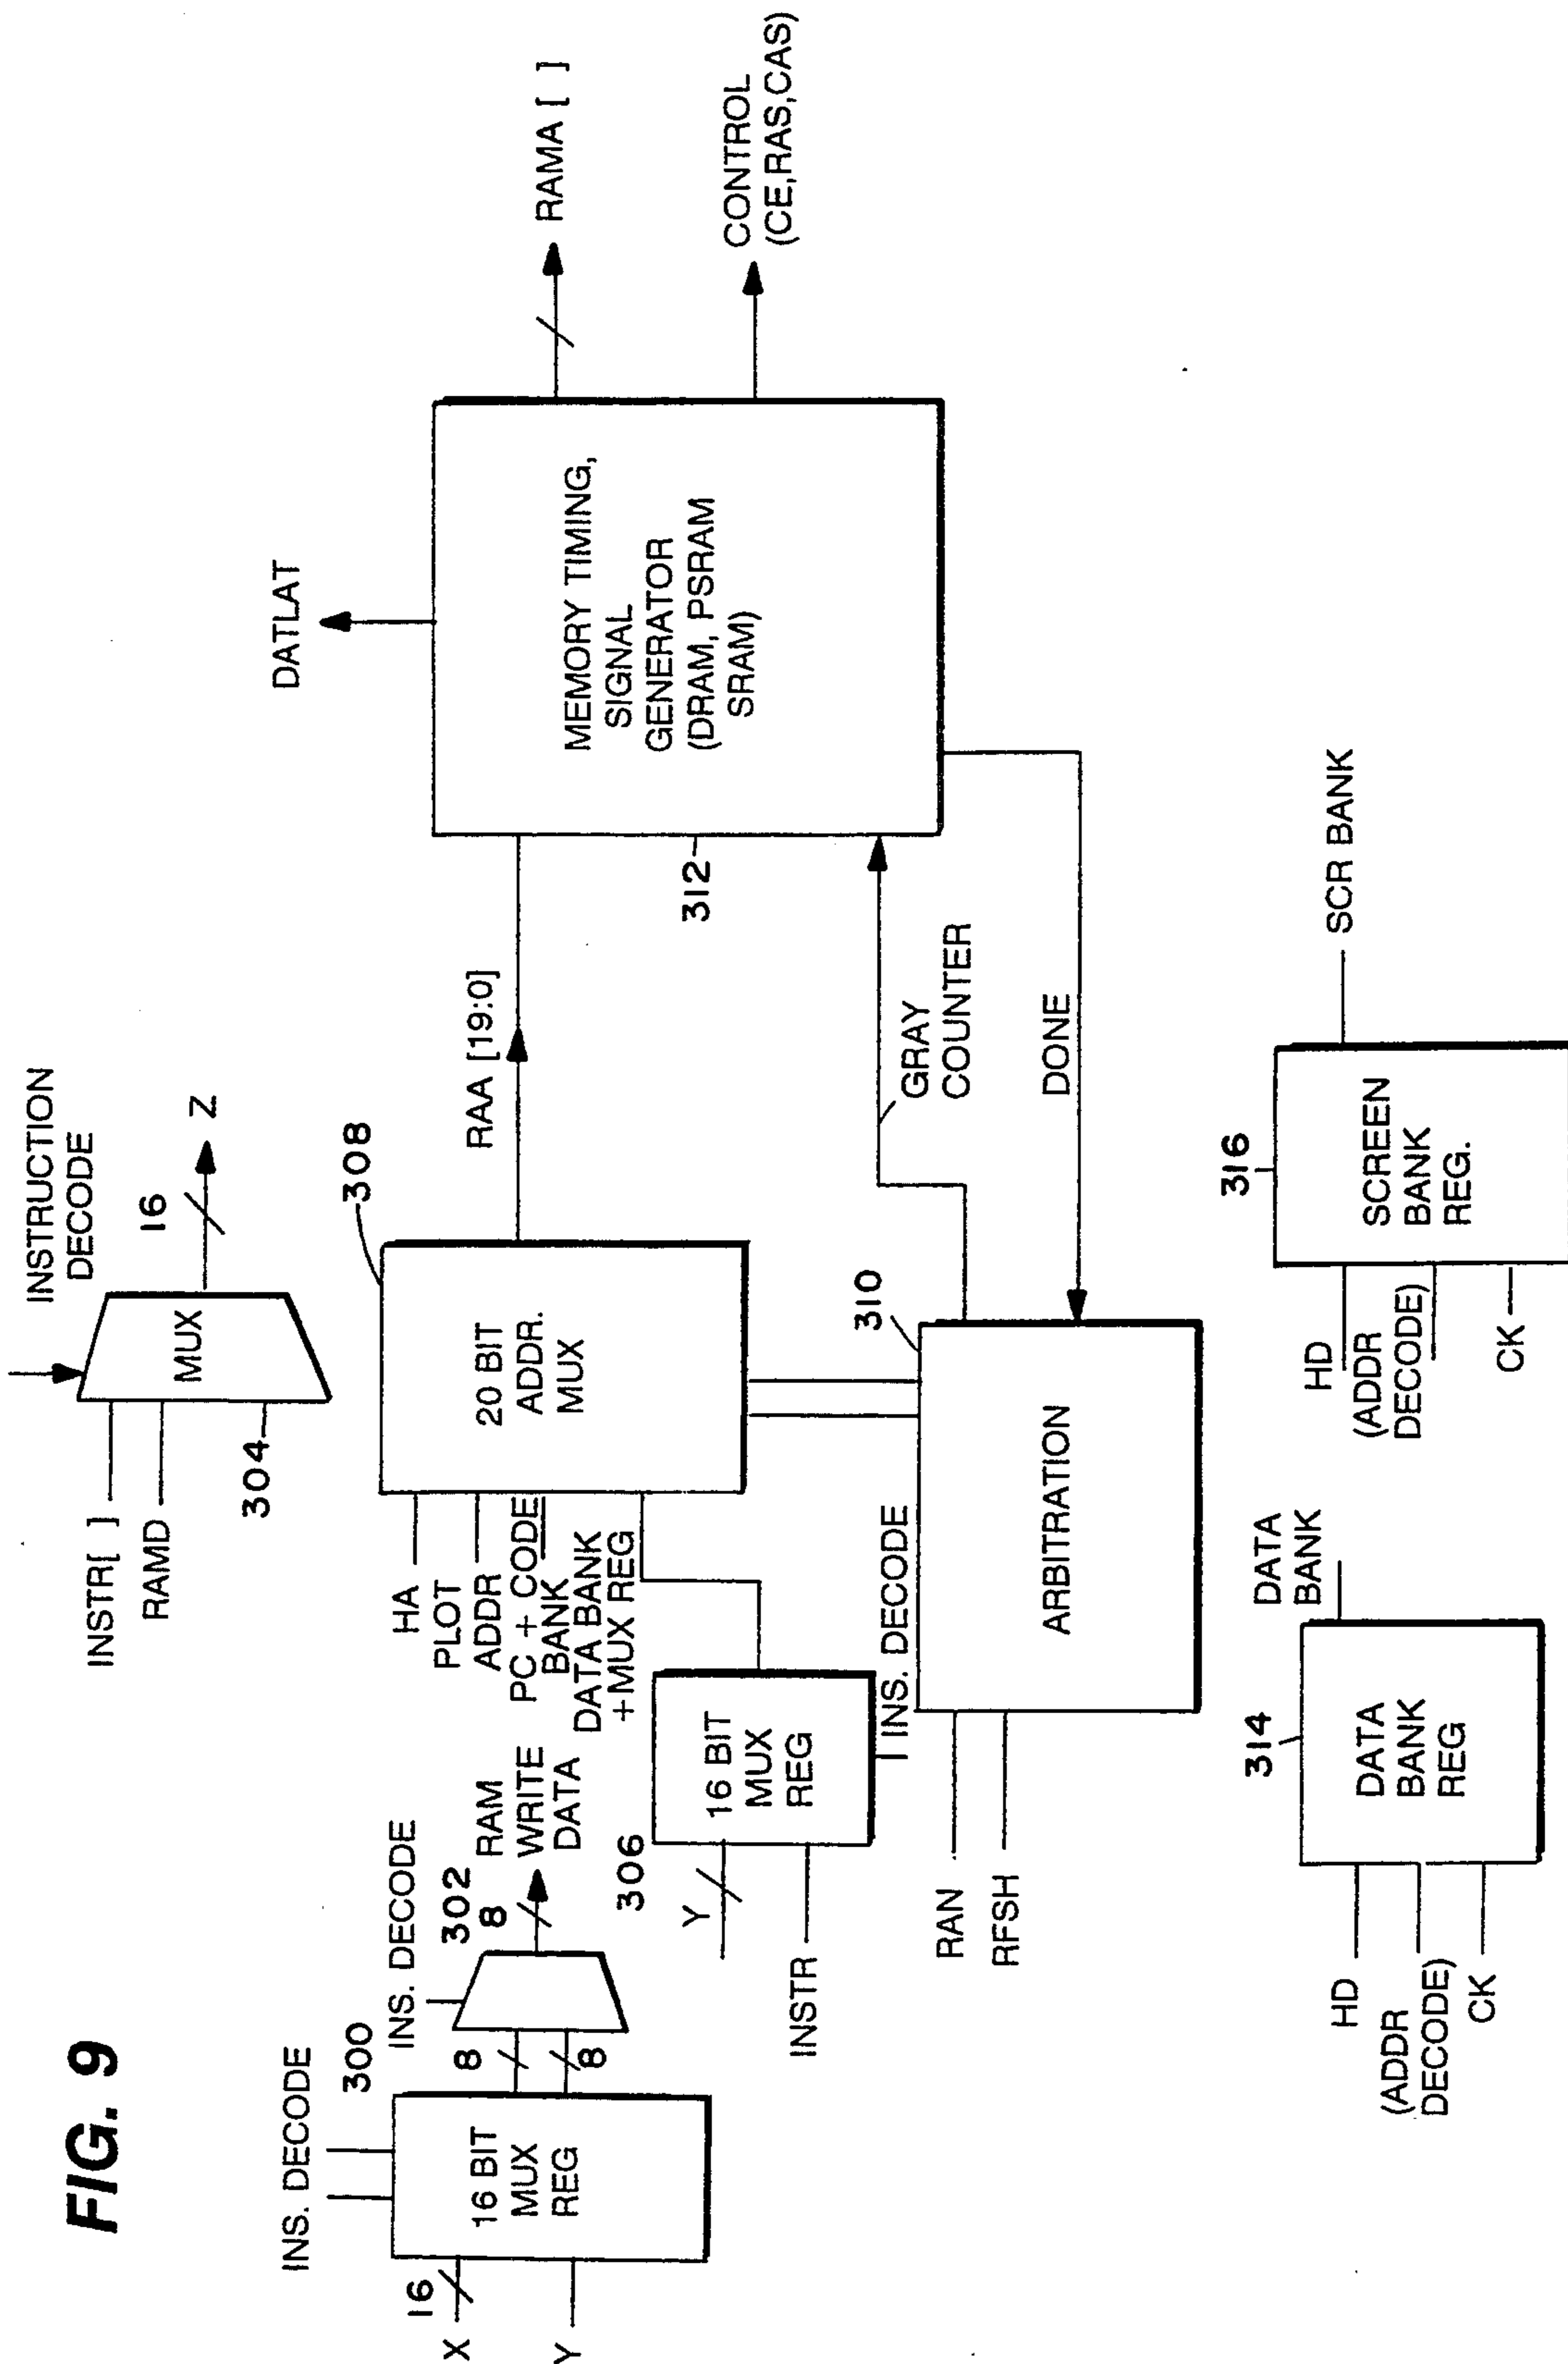 FIG. 9
INS. DECODE
300
16 BIT
MUX
REG
16
X
Y
8
8
INS. DECODE
302
8
RAM
WRITE
DATA
INSTRUCTION
DECODE
INSTR[ ]
RAMD
304
MUX
16
Z
306
16 BIT
MUX
REG
Y
INSTR
INS. DECODE
HA
PLOT
ADDR
PC + CODE
BANK
DATA BANK
+MUX REG
308
20 BIT
ADDR.
MUX
RAA [19:0]
310
ARBITRATION
RAN
RFSH
GRAY
COUNTER
DONE
312
MEMORY TIMING,
SIGNAL
GENERATOR
(DRAM, PSRAM
SRAM)
DATLAT
RAMA [ ]
CONTROL
(CE,RAS,CAS)
314
DATA
BANK
REG
HD
(ADDR
DECODE)
CK
DATA
BANK
316
SCREEN
BANK
REG.
HD
(ADDR
DECODE)
CK
SCR BANK